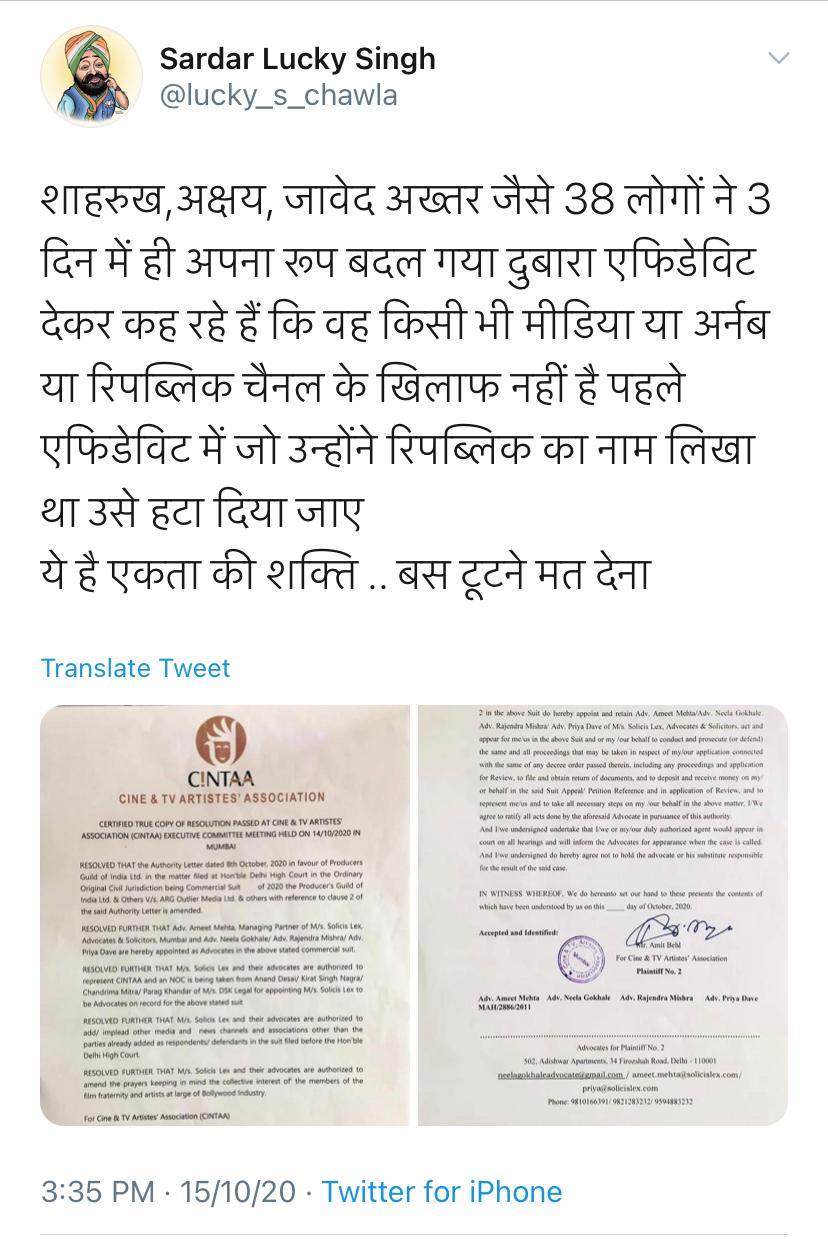 Sardar Lucky Singh
@lucky_s_chawla
शाहरुख,अक्षय, जावेद अख्तर जैसे 38 लोगों ने 3
दिन में ही अपना रूप बदल गया दुबारा एफिडेविट
देकर कह रहे हैं कि वह किसी भी मीडिया या अर्नब
या रिपब्लिक चैनल के खिलाफ नहीं है पहले
एफिडेविट में जो उन्होंने रिपब्लिक का नाम लिखा
था उसे हटा दिया जाए
ये है एकता की शक्ति .. बस टूटने मत देना
Translate Tweet
C!NTAA
CINE & TV ARTISTES' ASSOCIATION
CERTIFIED TRUE COPY OF RESOLUTION PASSED AT CINE & TV ARTISTES'
ASSOCIATION (CINTAA) EXECUTIVE COMMITTEE MEETING HELD ON 14/10/2020 IN
MUMBAI
RESOLVED THAT the Authority Letter dated 8th October, 2020 in favour of Producers
Guild of India Ltd. in the matter filed at Hon'ble Delhi High Court in the Ordinary
Original Civil Jurisdiction being Commercial Suit of 2020 the Producer's Guild of
India Ltd. & Others V/s. ARG Outlier Media Ltd. & others with reference to clause 2 of
the said Authority Letter is amended.
RESOLVED FURTHER THAT Adv. Ameet Mehta, Managing Partner of M/s. Solicis Lex,
Advocates & Solicitors, Mumbai and Adv. Neela Gokhale/ Adv. Rajendra Mishra/ Adv.
Priya Dave are hereby appointed as Advocates in the above stated commercial suit.
RESOLVED FURTHER THAT M/s. Solicis Lex and their advocates are authorized to
represent CINTAA and an NOC is being taken from Anand Desai/ Kirat Singh Nagra/
Chandrima Mitra/ Parag Khandar of M/s. DSK Legal for appointing M/s. Solicis Lex to
be Advocates on record for the above stated suit
RESOLVED FURTHER THAT M/s. Solicis Lex and their advocates are authorized to
add/ implead other media and news channels and associations other than the
parties already added as respondents/ defendants in the suit filed before the Hon'ble
Delhi High Court.
RESOLVED FURTHER THAT M/s. Solicis Lex and their advocates are authorized to
amend the prayers keeping in mind the collective interest of the members of the
film fraternity and artists at large of Bollywood Industry.
For Cine & TV Artistes' Association (CINTAA)
2 in the above Suit do hereby appoint and retain Adv. Ameet Mehta/Adv. Neela Gokhale
Adv. Rajendra Mishra/ Adv. Priya Dave of M/s. Solicis Lex, Advocates & Solicitors, act and
appear for me/us in the above Suit and or my /our behalf to conduct and prosecute (or defend)
the same and all proceedings that may be taken in respect of my/our application connected
with the same of any decree order passed therein, including any proceedings and application
for Review, to file and obtain return of documents, and to deposit and receive money on my/
or behalf in the said Suit Appeal/ Petition Reference and in application of Review, and to
represent me/us and to take all necessary steps on my /our behalf in the above matter. I/We
agree to ratify all acts done by the aforesaid Advocate in pursuance of this authority.
And I/we undersigned undertake that I/we or my/our duly authorized agent would appear in
court on all hearings and will inform the Advocates for appearance when the case is called.
And I/we undersigned do hereby agree not to hold the advocate or his substitute responsible
for the result of the said case.
IN WITNESS WHEREOF, We do hereunto set our hand to these presents the contents of
which have been understood by us on this ____ day of October, 2020.
Accepted and Identified:
Mr. Amit Behl
For Cine & TV Artistes' Association
Plaintiff No. 2
Adv. Ameet Mehta Adv. Neela Gokhale Adv. Rajendra Mishra Adv. Priya Dave
MAH/2886/2011
Advocates for Plaintiff No. 2
502, Adishwar Apartments, 34 Firozshah Road, Delhi - 110001
neelagokhaleadvocate@gmail.com / ameet.mehta@solicislex.com/
priya@solicislex.com
Phone: 9810166391/ 9821283232/ 9594883232
3:35 PM · 15/10/20 · Twitter for iPhone